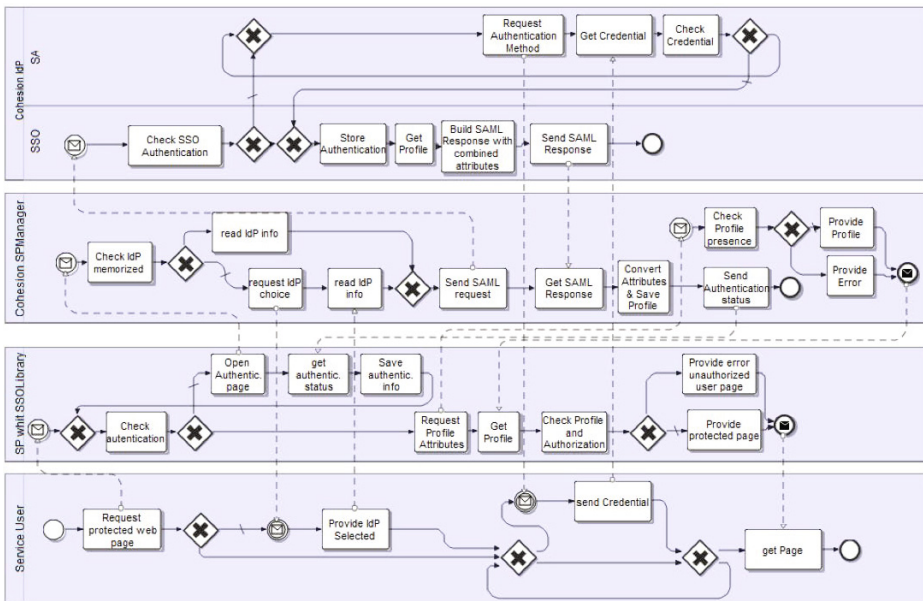 Cohesion IdP
SA
Request
Authentication
Method
Get Credential
Check
Credential
SSO
Check SSO
Authentication
Store
Authentication
Get
Profile
Build SAML
Response with
combined
attributes
Send SAML
Response
Cohesion SPManager
Check IdP
memorized
read IdP info
request IdP
choice
read IdP
info
Send SAML
request
Get SAML
Response
Convert
Attributes
& Save
Profile
Send
Authentication
status
Check
Profile
presence
Provide
Profile
Provide
Error
SP whit SSOLibrary
Check
autentication
Open
Authentic.
page
get
authentic.
status
Save
authentic.
info
Request
Profile
Attributes
Get
Profile
Check Profile
and
Authorization
Provide error
unauthorized
user page
Provide
protected page
Service User
Request
protected web
page
Provide IdP
Selected
send Credential
get Page